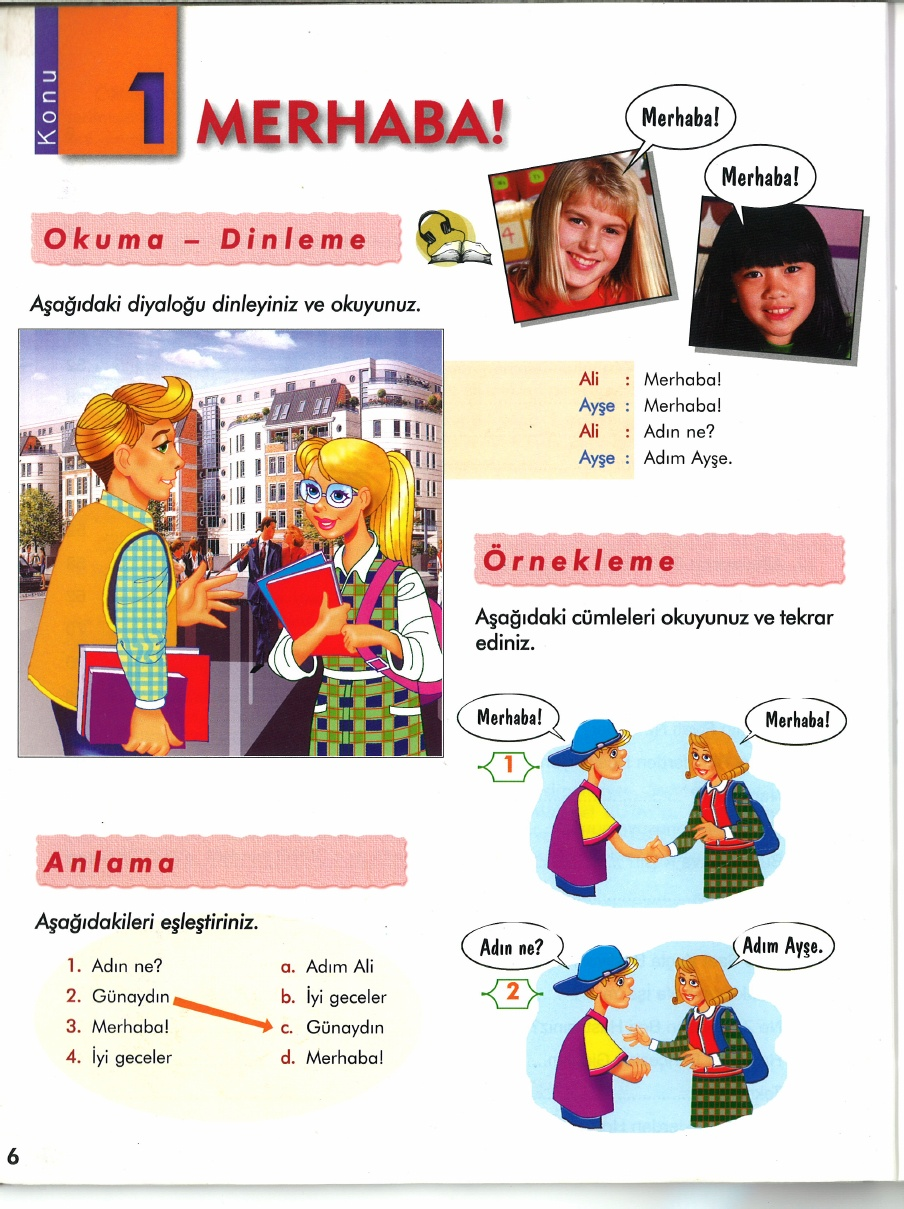 Konu
1
MERHABA!
Merhaba!
Merhaba!
Okuma – Dinleme
Aşağıdaki diyaloğu dinleyiniz ve okuyunuz.
Ali : Merhaba!
Ayşe : Merhaba!
Ali : Adın ne?
Ayşe : Adım Ayşe.
Örnekleme
Aşağıdaki cümleleri okuyunuz ve tekrar
ediniz.
Merhaba!
Merhaba!
1
Adın ne?
Adım Ayşe.
2
Anlama
Aşağıdakileri eşleştiriniz.
1. Adın ne? a. Adım Ali
2. Günaydın b. İyi geceler
3. Merhaba! c. Günaydın
4. İyi geceler d. Merhaba!
6